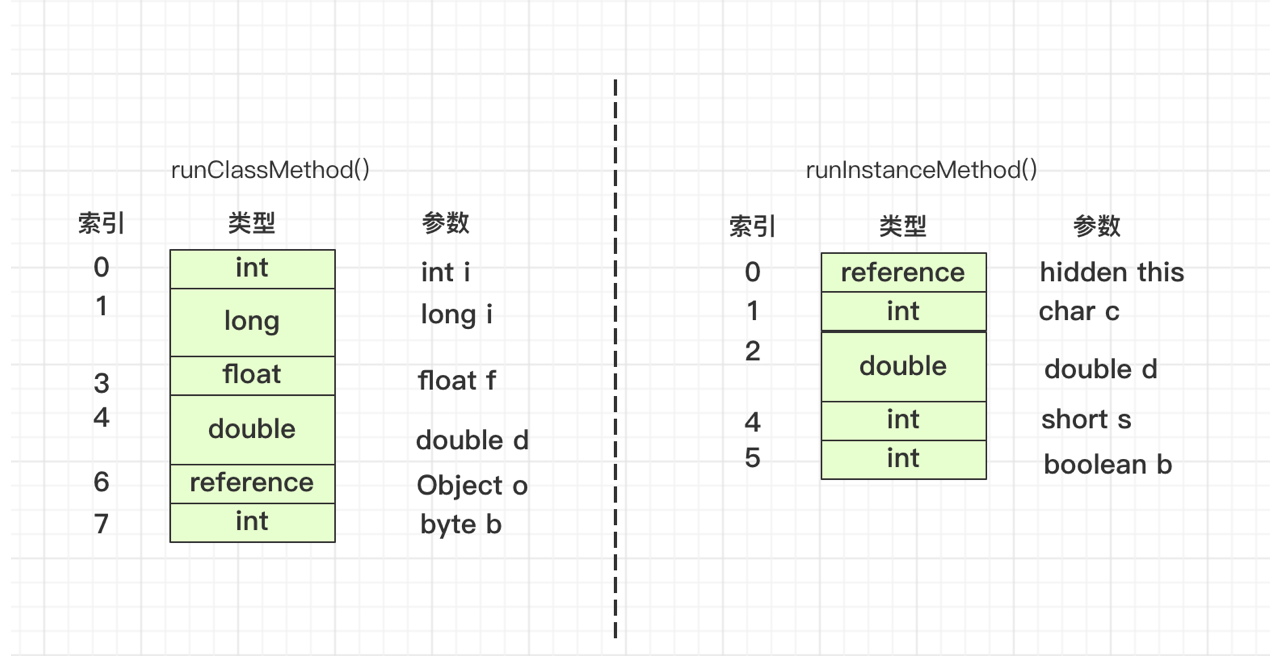 runClassMethod()
索引 类型 参数
0 int int i
1 long long i
3 float float f
4 double double d
6 reference Object o
7 int byte b
runInstanceMethod()
索引 类型 参数
0 reference hidden this
1 int char c
2 double double d
4 int short s
5 int boolean b